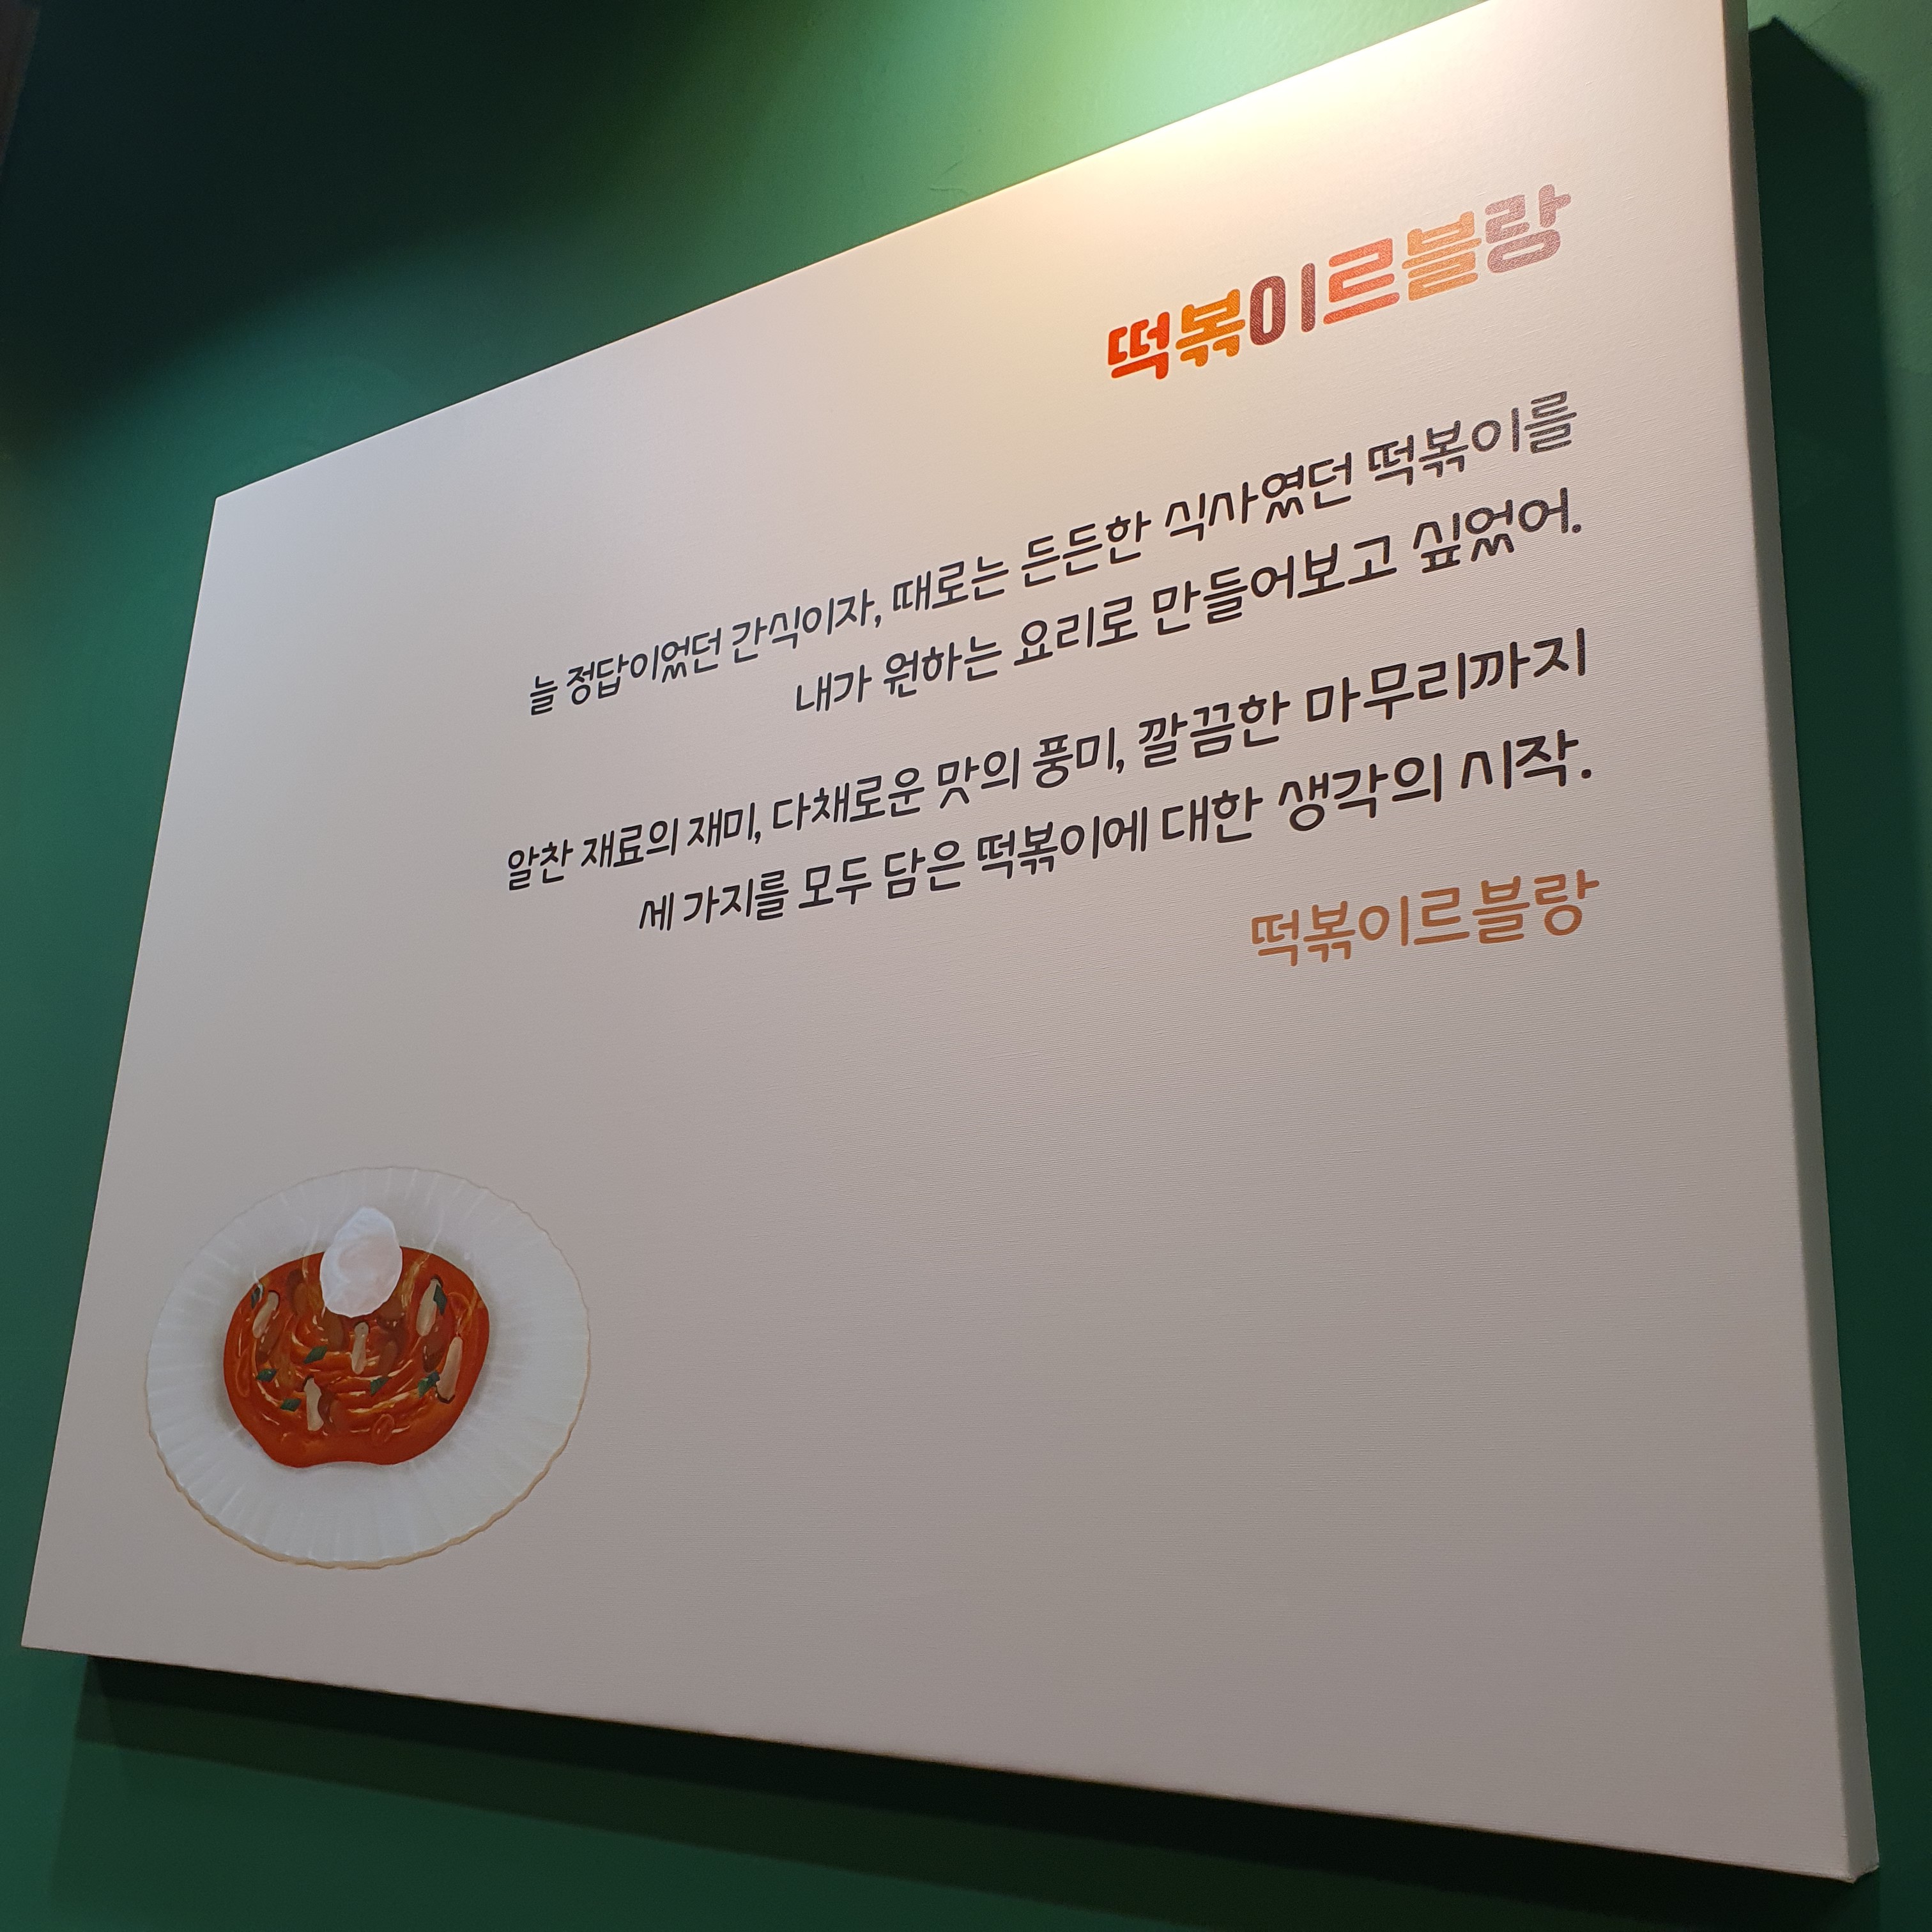 떡볶이르블랑
늘 정답이었던 간식이자, 때로는 든든한 식사였던 떡볶이를
내가 원하는 요리로 만들어보고 싶었어.
알찬 재료의 재미, 다채로운 맛의 풍미, 깔끔한 마무리까지
세 가지를 모두 담은 떡볶이에 대한 생각의 시작.
떡볶이르블랑